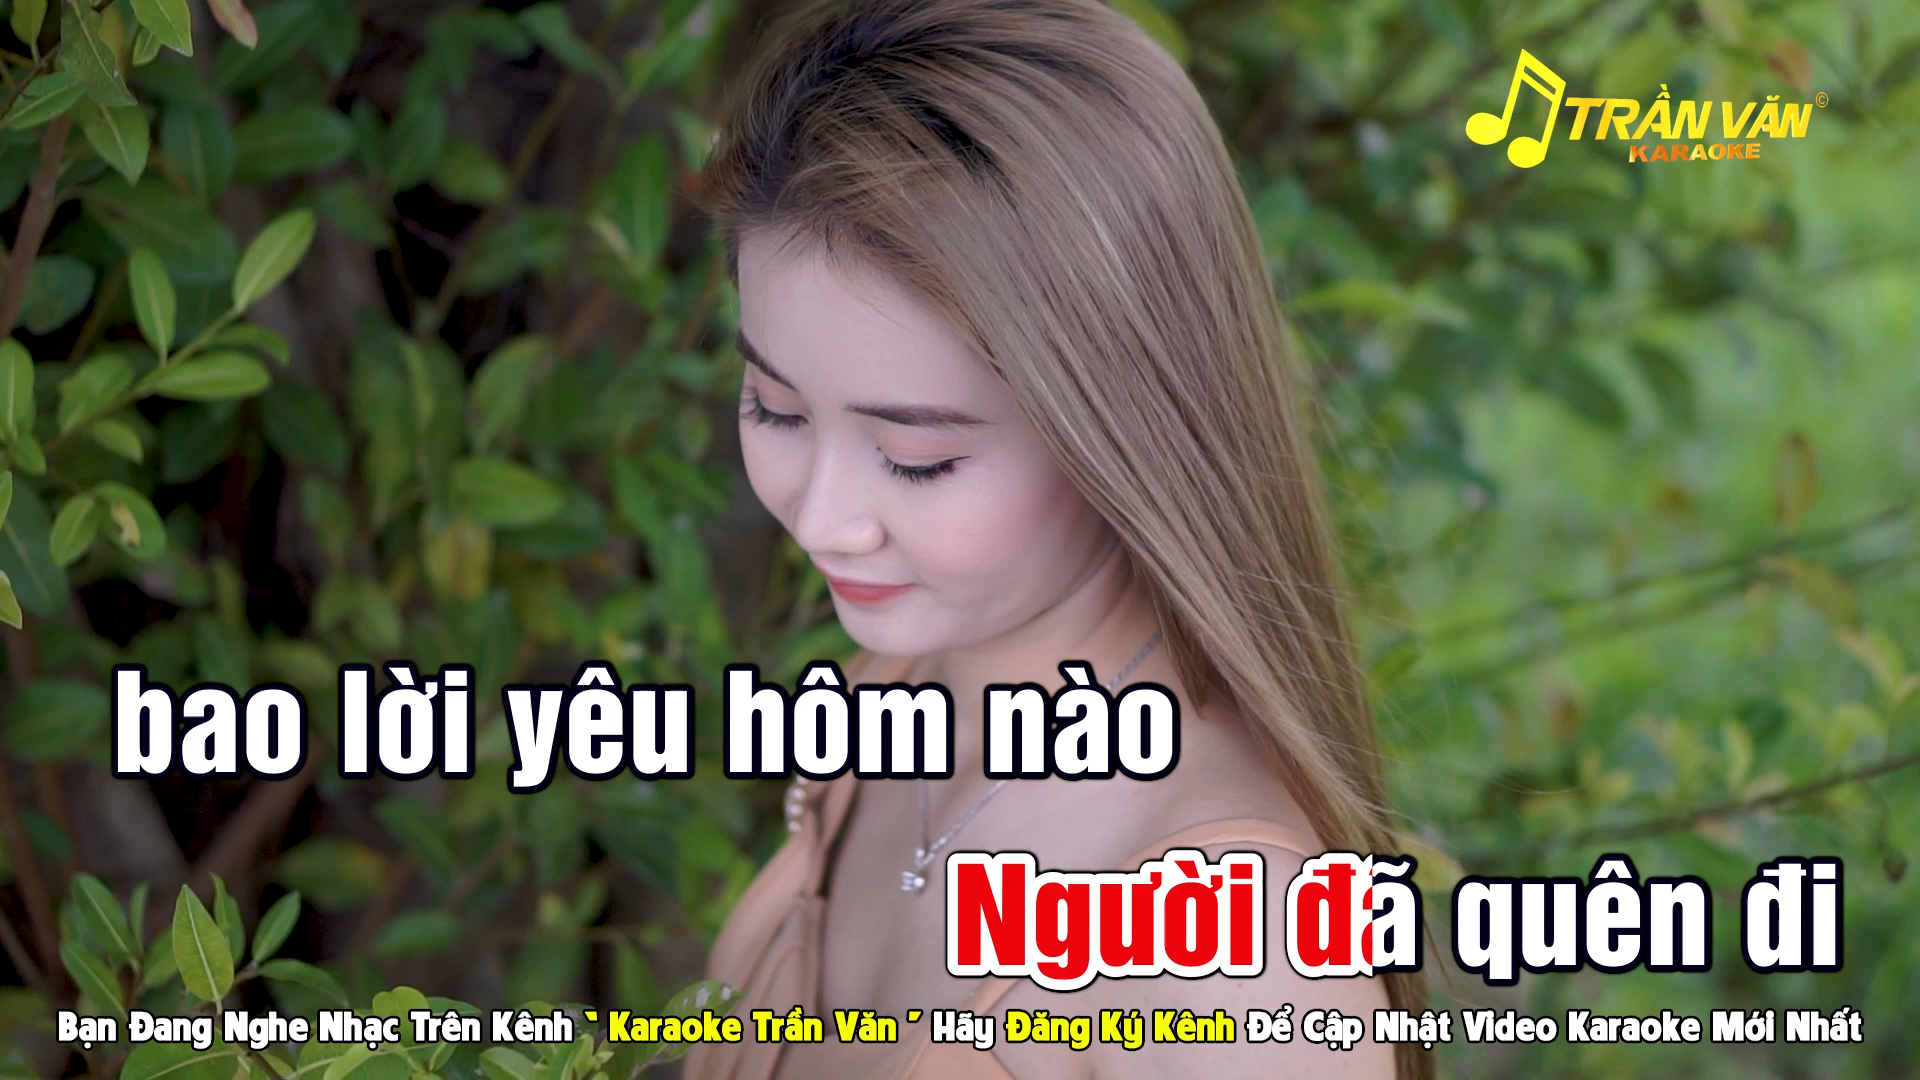 TRẦN VĂN©
KARAOKE
bao lời yêu hôm nào
Người đã quên đi
Bạn Đang Nghe Nhạc Trên Kênh ` Karaoke Trần Văn ´ Hãy Đăng Ký Kênh Để Cập Nhật Video Karaoke Mới Nhất